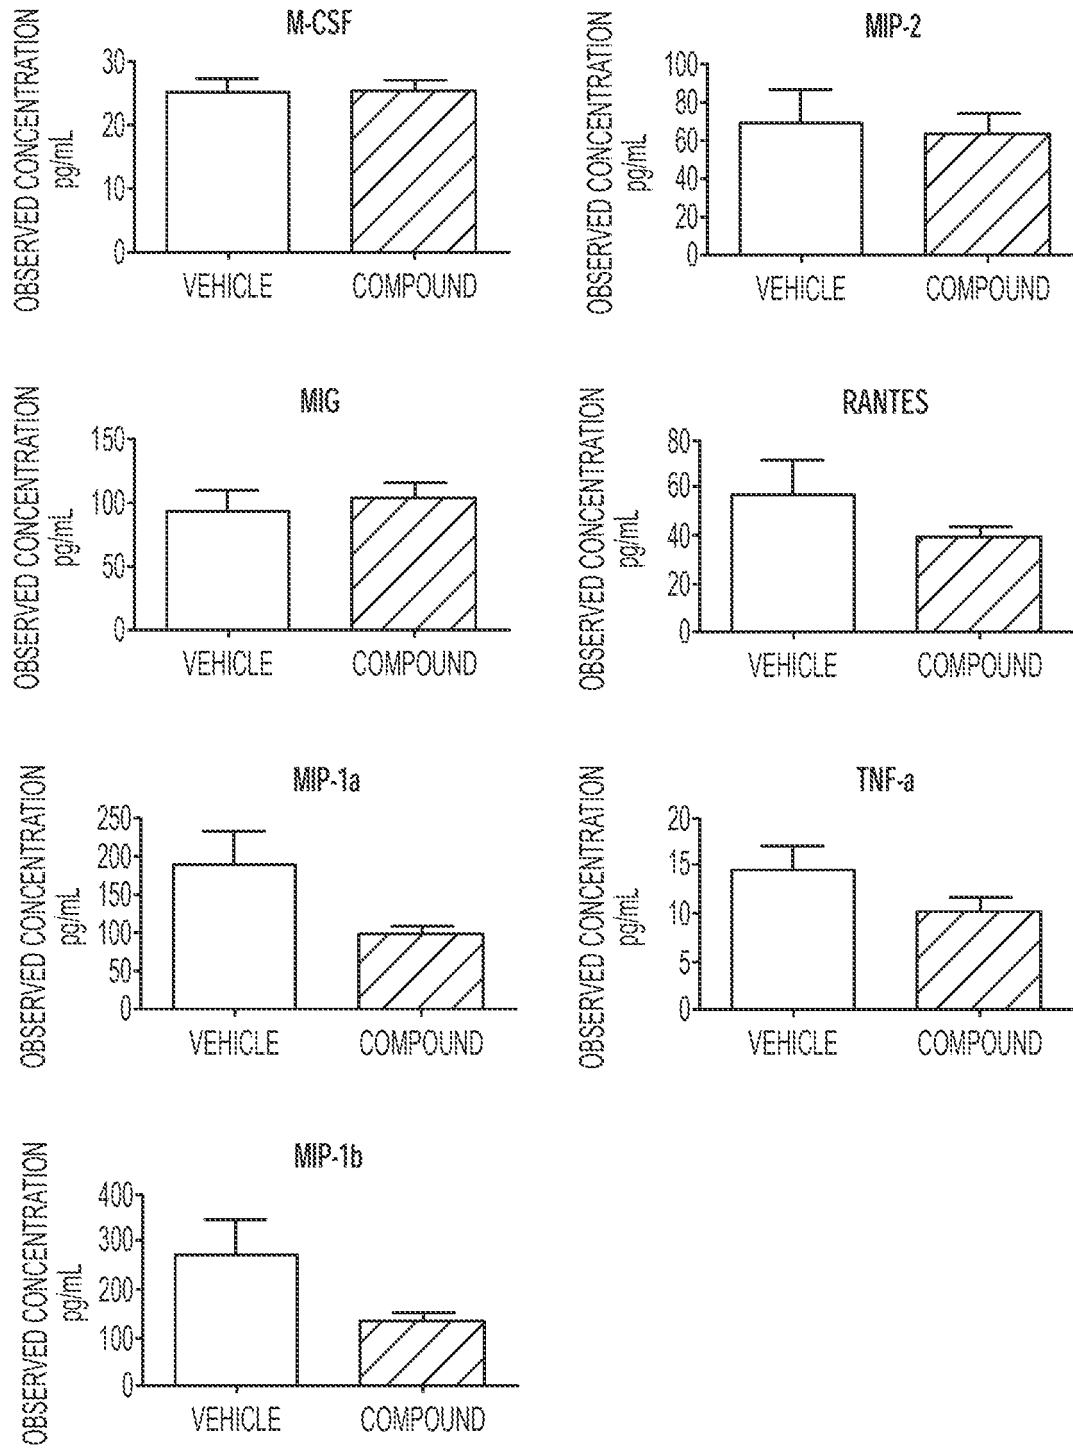 M-CSF
OBSERVED CONCENTRATION
pg/mL
30
20
10
0
VEHICLE COMPOUND
MIP-2
OBSERVED CONCENTRATION
pg/mL
100
80
60
40
20
0
VEHICLE COMPOUND
MIG
OBSERVED CONCENTRATION
pg/mL
150
100
50
0
VEHICLE COMPOUND
RANTES
OBSERVED CONCENTRATION
pg/mL
80
60
40
20
0
VEHICLE COMPOUND
MIP-1a
OBSERVED CONCENTRATION
pg/mL
250
200
150
100
50
0
VEHICLE COMPOUND
TNF-a
OBSERVED CONCENTRATION
pg/mL
20
15
10
5
0
VEHICLE COMPOUND
MIP-1b
OBSERVED CONCENTRATION
pg/mL
400
300
200
100
0
VEHICLE COMPOUND